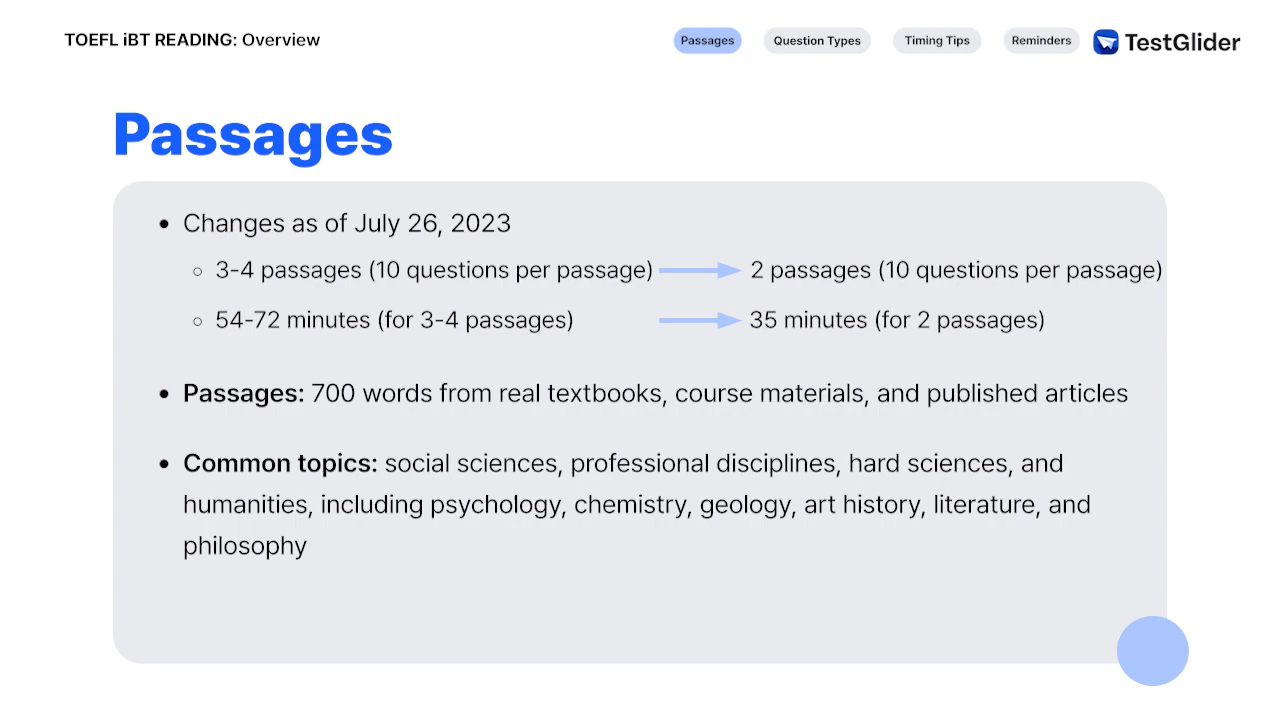 TOEFL iBT READING: Overview
Passages
Question Types
Timing Tips
Reminders
TestGlider
Passages
• Changes as of July 26, 2023
○ 3-4 passages (10 questions per passage) → 2 passages (10 questions per passage)
○ 54-72 minutes (for 3-4 passages) → 35 minutes (for 2 passages)
• Passages: 700 words from real textbooks, course materials, and published articles
• Common topics: social sciences, professional disciplines, hard sciences, and
humanities, including psychology, chemistry, geology, art history, literature, and
philosophy